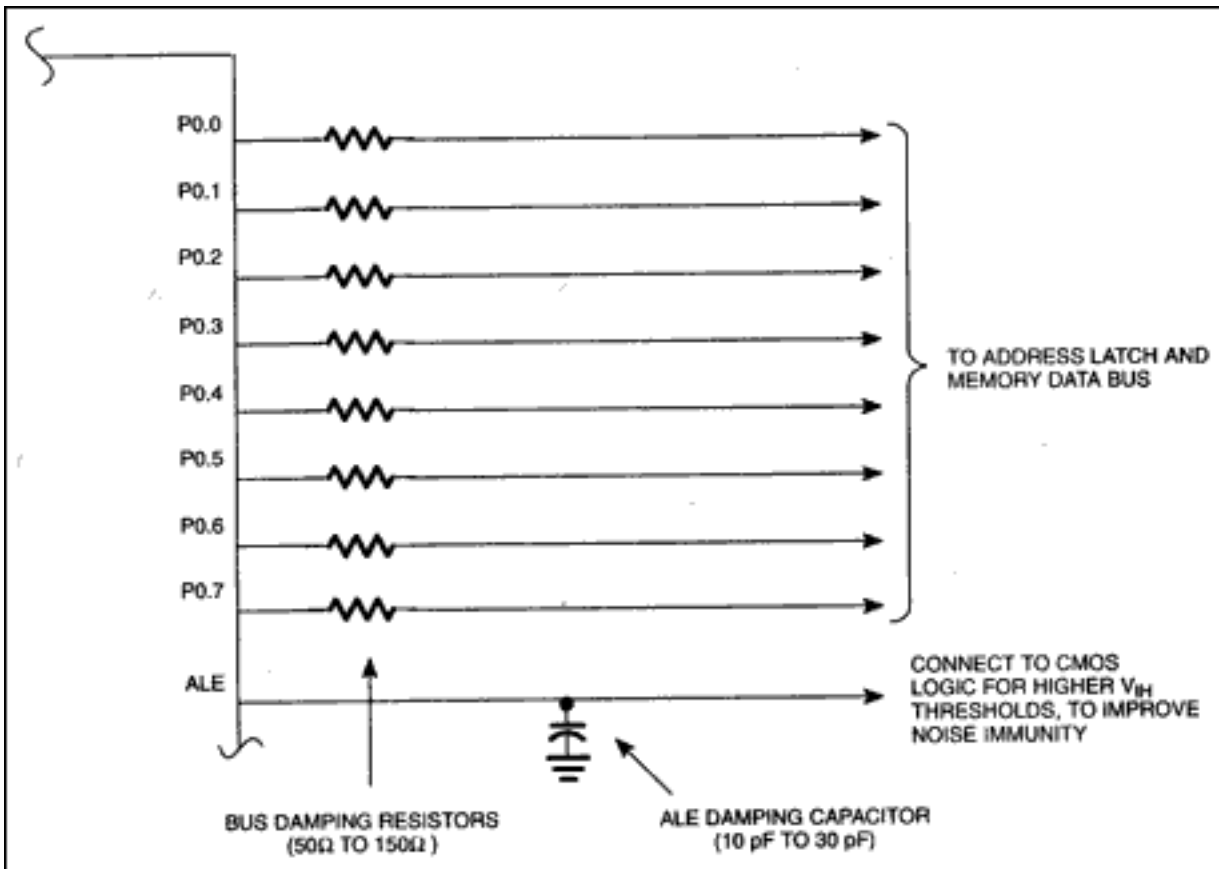 P0.0
P0.1
P0.2
P0.3
P0.4
P0.5
P0.6
P0.7
ALE
TO ADDRESS LATCH AND
MEMORY DATA BUS
CONNECT TO CMOS
LOGIC FOR HIGHER VIH
THRESHOLDS, TO IMPROVE
NOISE IMMUNITY
BUS DAMPING RESISTORS
(50Ω TO 150Ω )
ALE DAMPING CAPACITOR
(10 pF TO 30 pF)